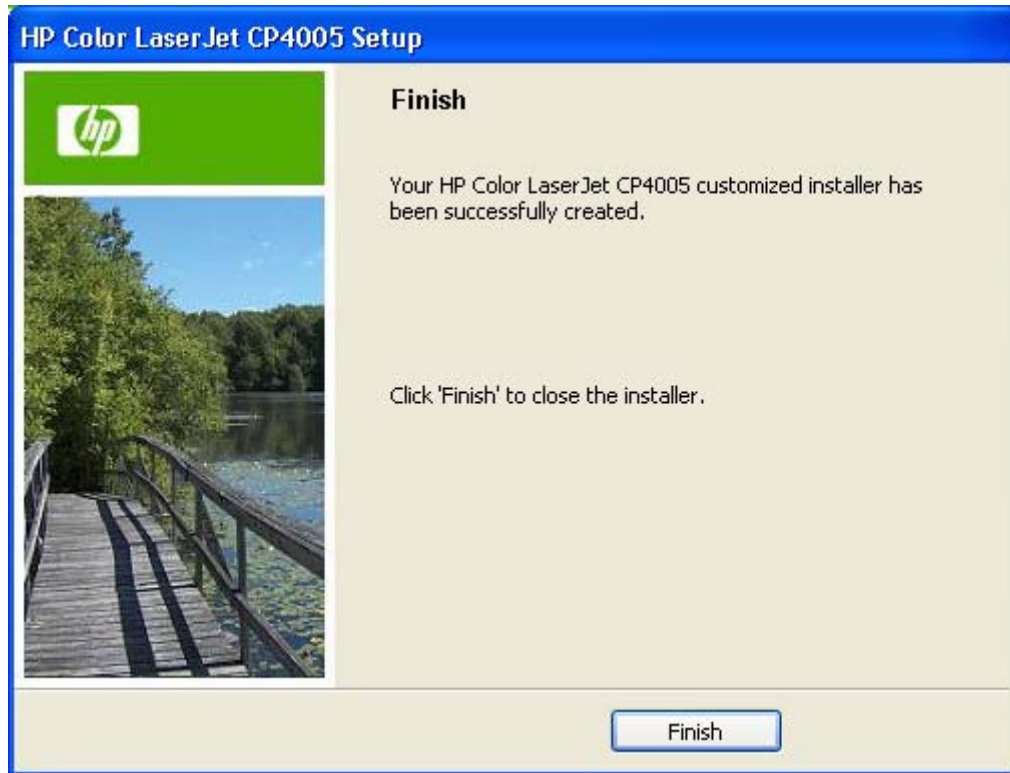 HP Color LaserJet CP4005 Setup
hp
Finish
Your HP Color LaserJet CP4005 customized installer has
been successfully created.
Click 'Finish' to close the installer.
Finish